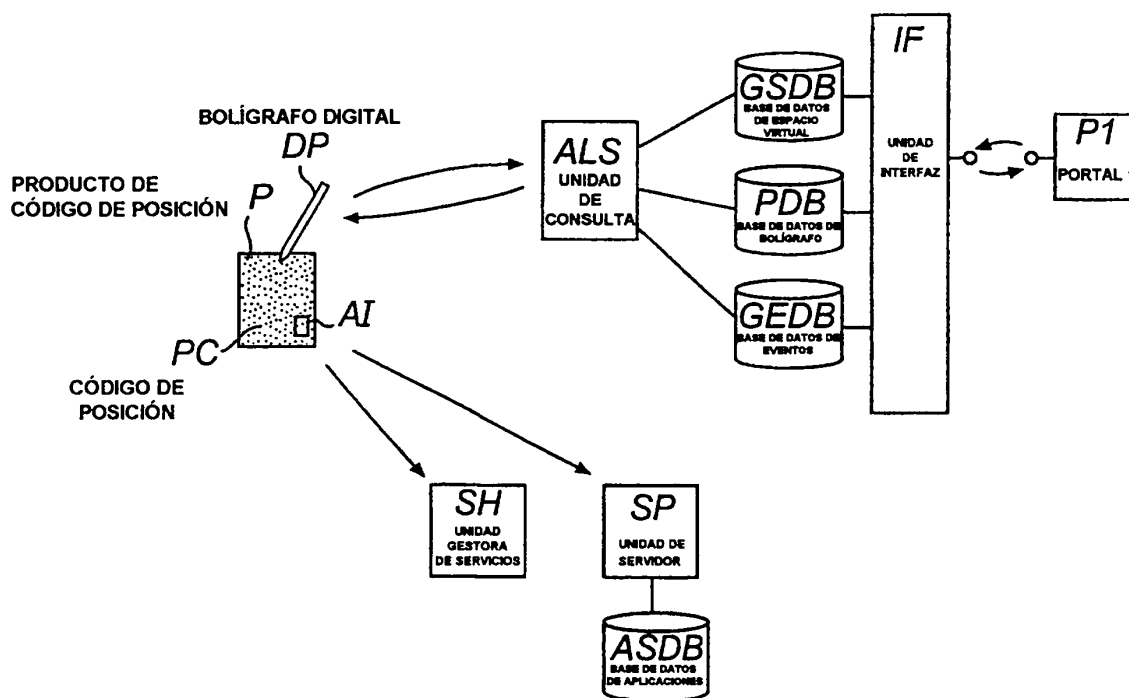 BOLÍGRAFO DIGITAL
DP
PRODUCTO DE
CÓDIGO DE POSICIÓN
P
AI
PC
CÓDIGO DE
POSICIÓN
ALS
UNIDAD
DE
CONSULTA
GSDB
BASE DE DATOS
DE ESPACIO
VIRTUAL
PDB
BASE DE DATOS DE
BOLÍGRAFO
GEDB
BASE DE DATOS DE
EVENTOS
IF
UNIDAD
DE
INTERFAZ
P1
PORTAL 1
SH
UNIDAD
GESTORA
DE SERVICIOS
SP
UNIDAD DE
SERVIDOR
ASDB
BASE DE DATOS
DE APLICACIONES